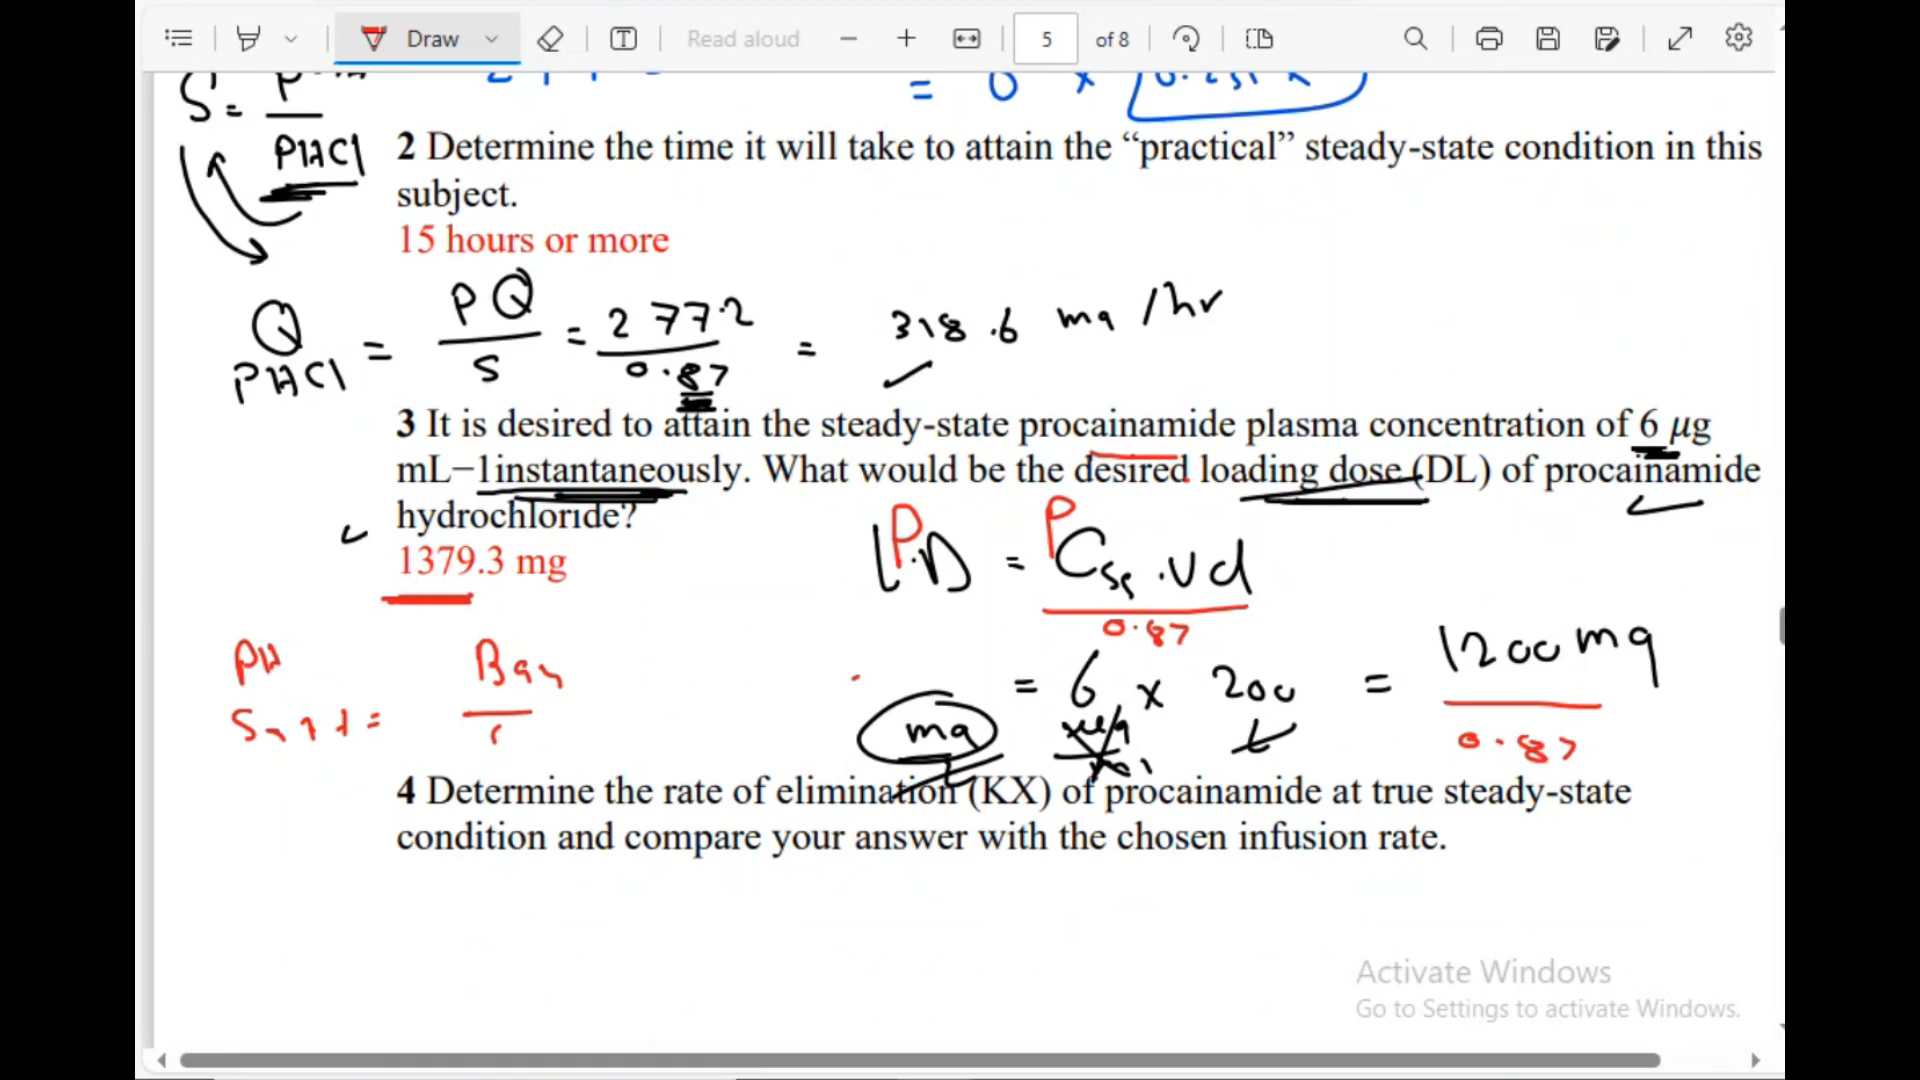 Draw
Read aloud
5 of 8
S =
PHCl
2 Determine the time it will take to attain the “practical” steady-state condition in this
subject.
15 hours or more
Q PHCl = PQ / S = 277.2 / 0.87 = 318.6 mg/hr
3 It is desired to attain the steady-state procainamide plasma concentration of 6 µg
mL−1instantaneously. What would be the desired loading dose (DL) of procainamide
hydrochloride?
1379.3 mg
P P
L.D = Css . Vd
0.87
= 6 x 200 = 1200 mg
mg
0.87
PH
4 Determine the rate of elimination (KX) of procainamide at true steady-state
condition and compare your answer with the chosen infusion rate.
Activate Windows
Go to Settings to activate Windows.